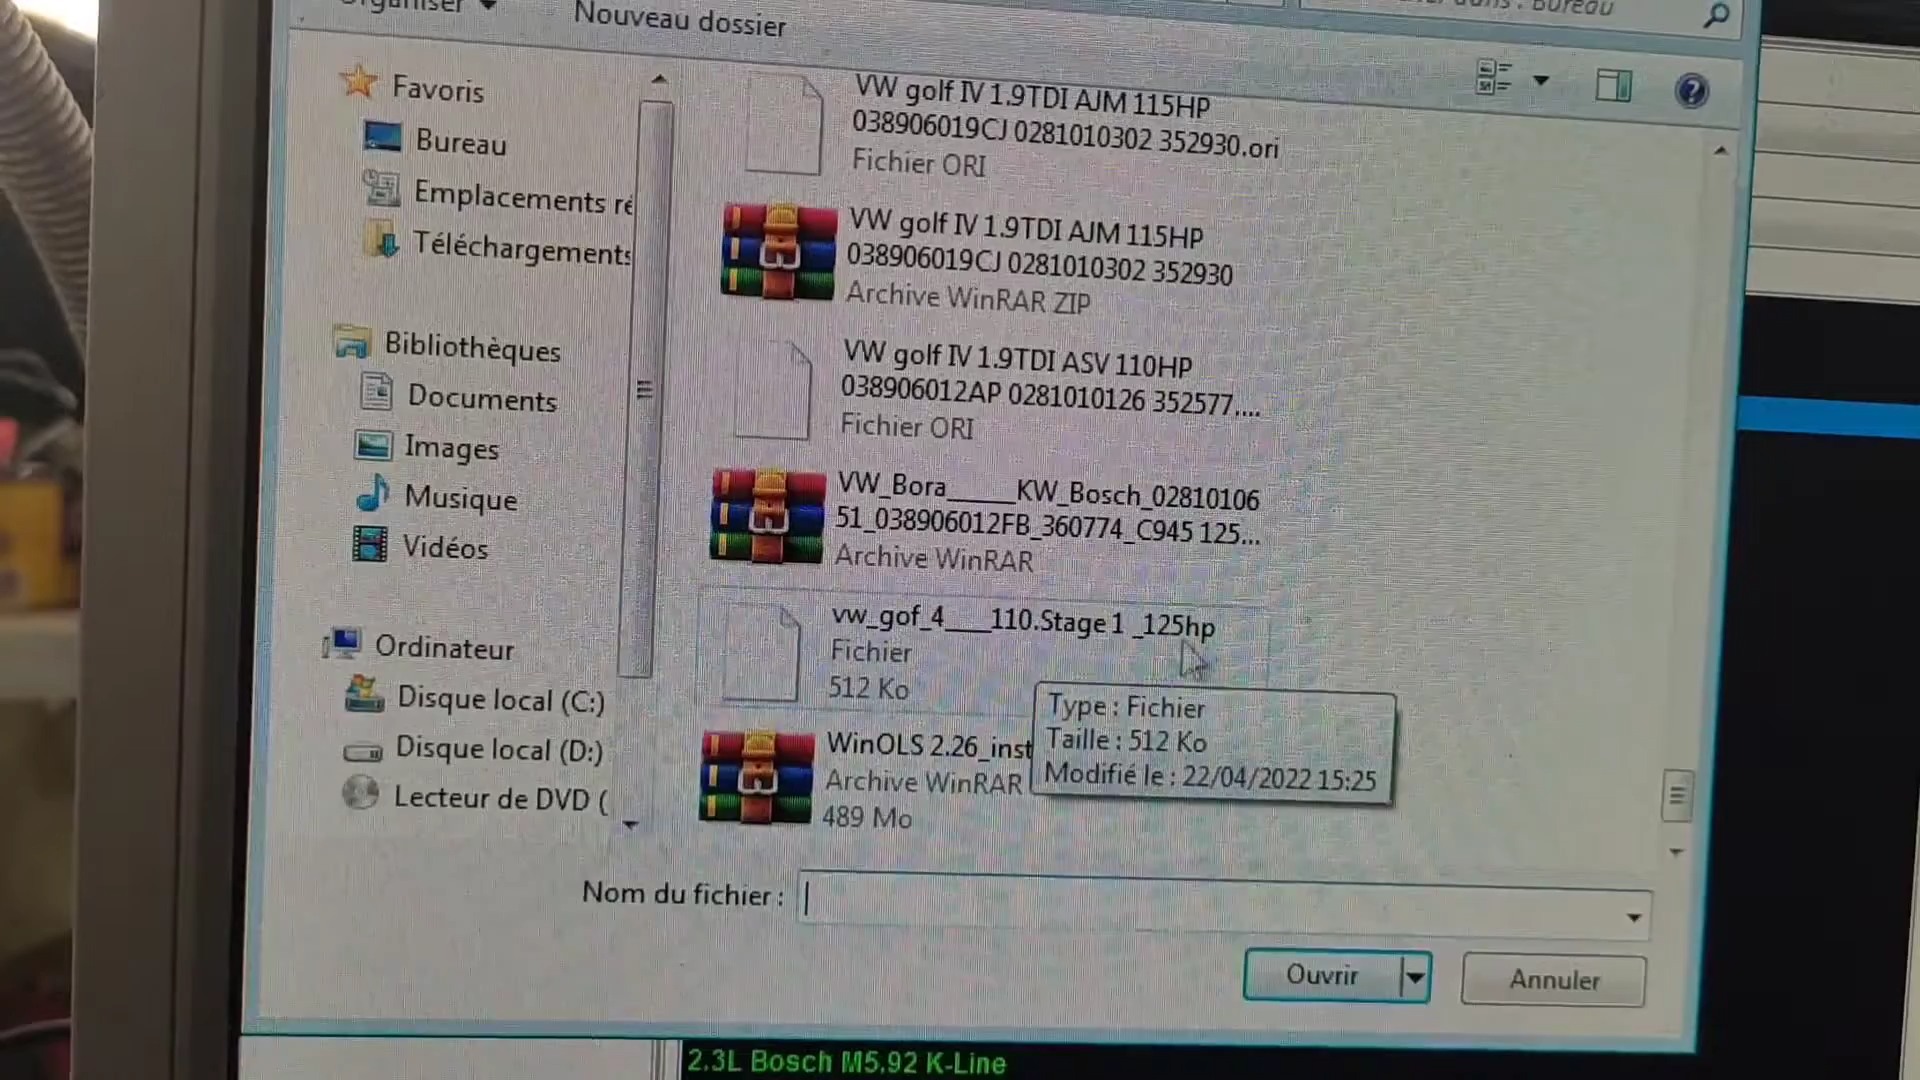 Organiser
Nouveau dossier
Bureau
Favoris
Bureau
Emplacements ré
Téléchargements
Bibliothèques
Documents
Images
Musique
Vidéos
Ordinateur
Disque local (C:)
Disque local (D:)
Lecteur de DVD (
VW golf IV 1.9TDI AJM 115HP
038906019CJ 0281010302 352930.ori
Fichier ORI
VW golf IV 1.9TDI AJM 115HP
038906019CJ 0281010302 352930
Archive WinRAR ZIP
VW golf IV 1.9TDI ASV 110HP
038906012AP 0281010126 352577....
Fichier ORI
VW_Bora_____KW_Bosch_02810106
51_038906012FB_360774_C945 125...
Archive WinRAR
vw_gof_4___110.Stage 1 _125hp
Fichier
512 Ko
WinOLS 2.26_inst
Archive WinRAR
489 Mo
Type : Fichier
Taille : 512 Ko
Modifié le : 22/04/2022 15:25
Nom du fichier :
Ouvrir
Annuler
2.3L Bosch M5.92 K-Line